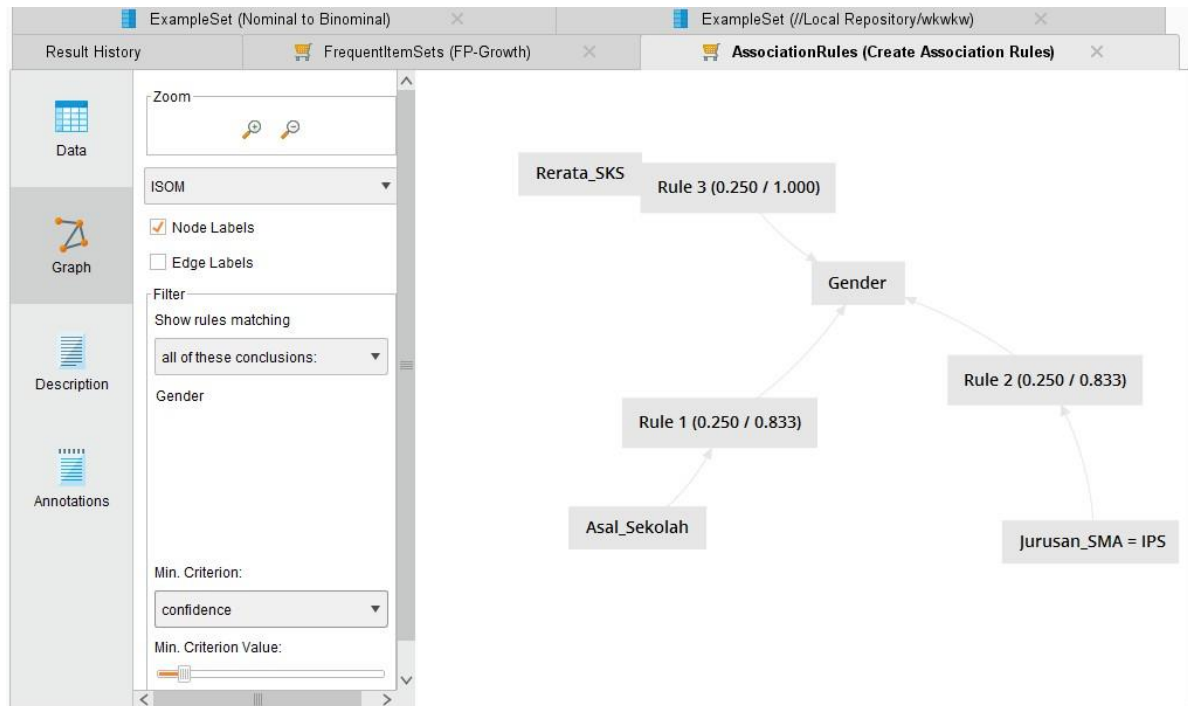 ExampleSet (Nominal to Binominal)
ExampleSet (//Local Repository/wkwkw)
Result History
FrequentItemSets (FP-Growth)
AssociationRules (Create Association Rules)
Data
Graph
Description
Annotations
Zoom
ISOM
Node Labels
Edge Labels
Filter
Show rules matching
all of these conclusions:
Gender
Min. Criterion:
confidence
Min. Criterion Value:
Rerata_SKS
Rule 3 (0.250 / 1.000)
Gender
Rule 2 (0.250 / 0.833)
Rule 1 (0.250 / 0.833)
Asal_Sekolah
Jurusan_SMA = IPS